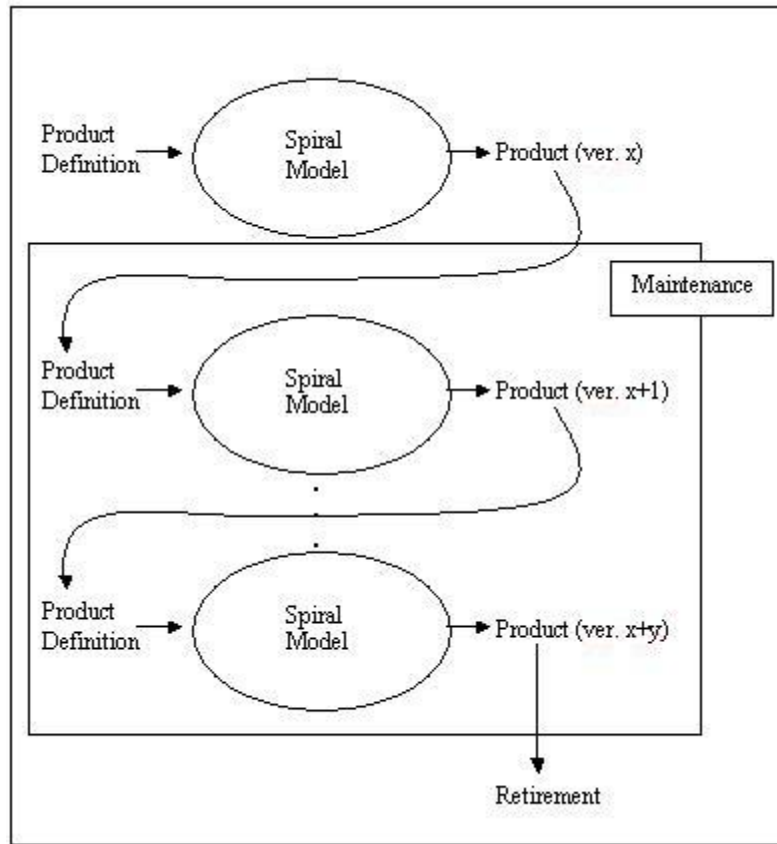 Product
Definition
Spiral
Model
Product (ver. x)
Maintenance
Product
Definition
Spiral
Model
Product (ver. x+1)
Product
Definition
Spiral
Model
Product (ver. x+y)
Retirement